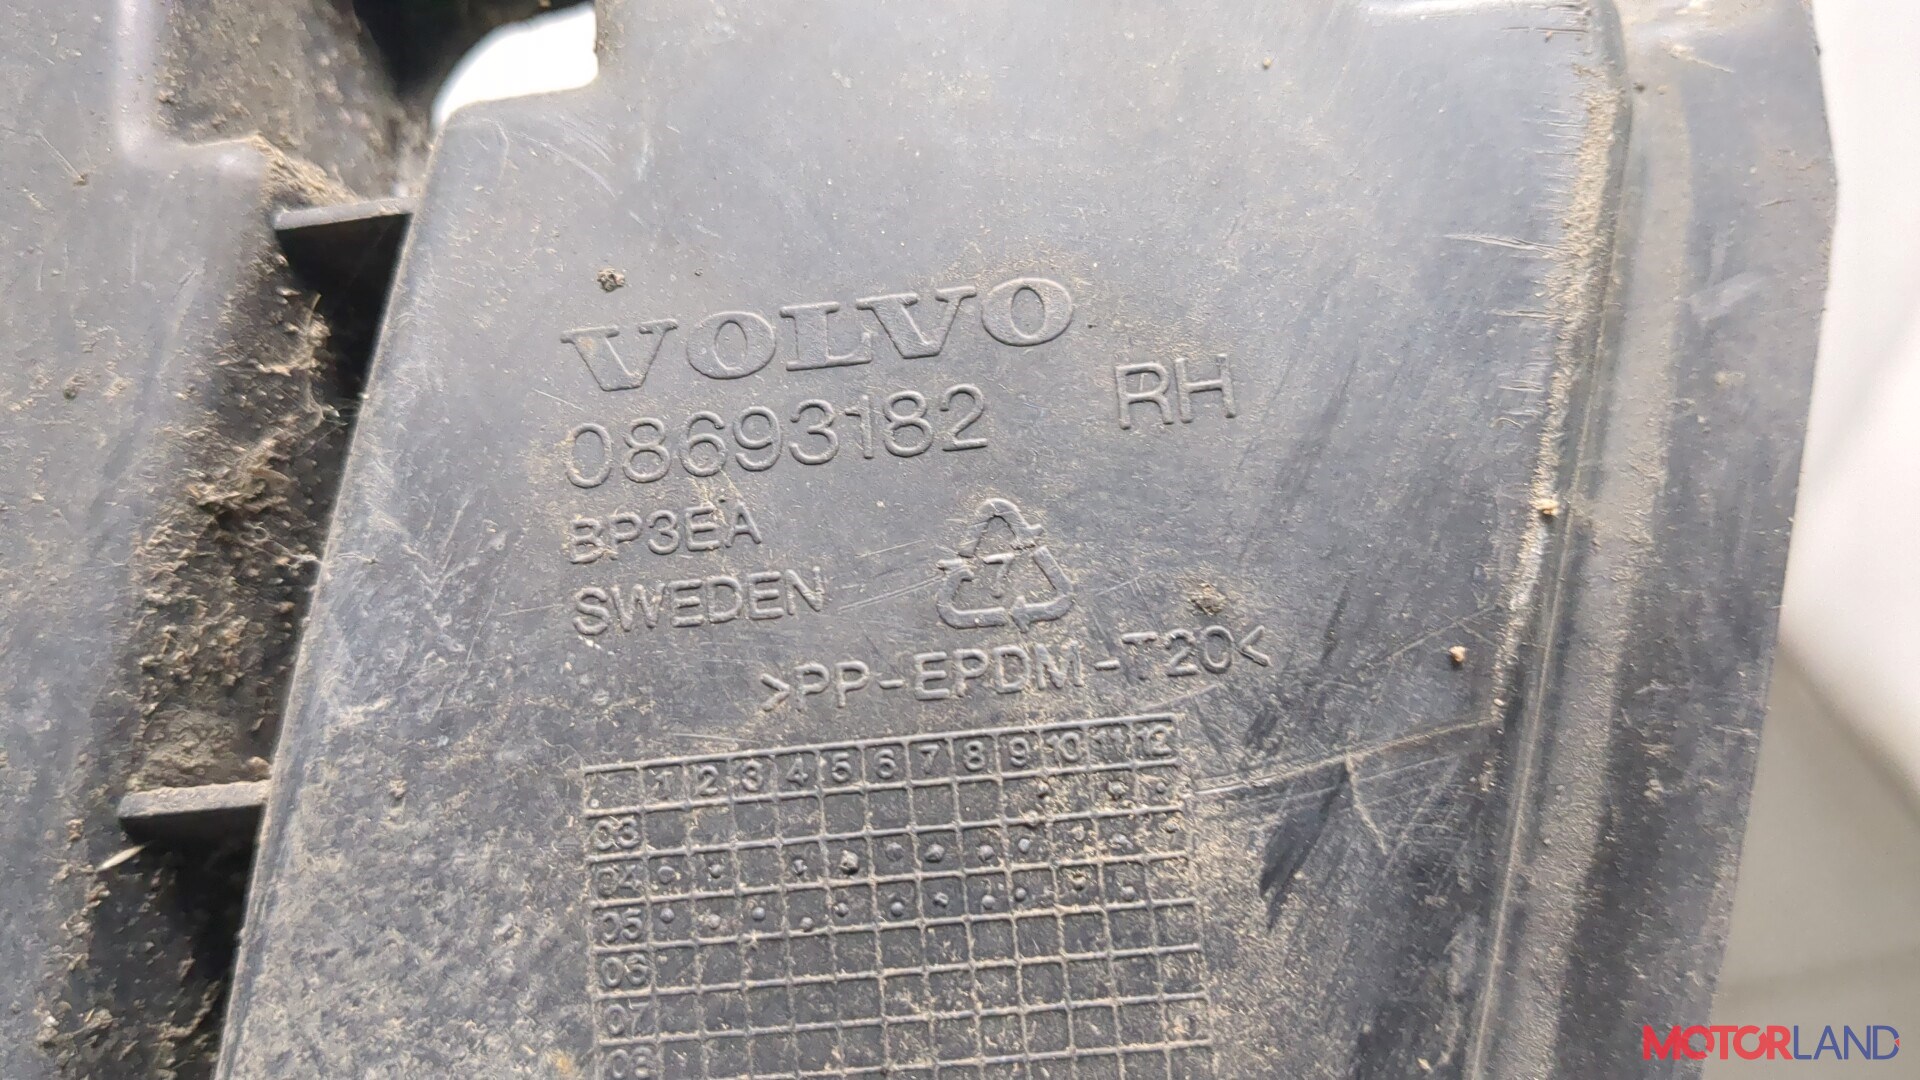 VOLVO
08693182 RH
BP3EA
SWEDEN
7
>PP-EPDM-T20<
1 2 3 4 5 6 7 8 9 10 11 12
03
04
05
06
07
08
MOTORLAND